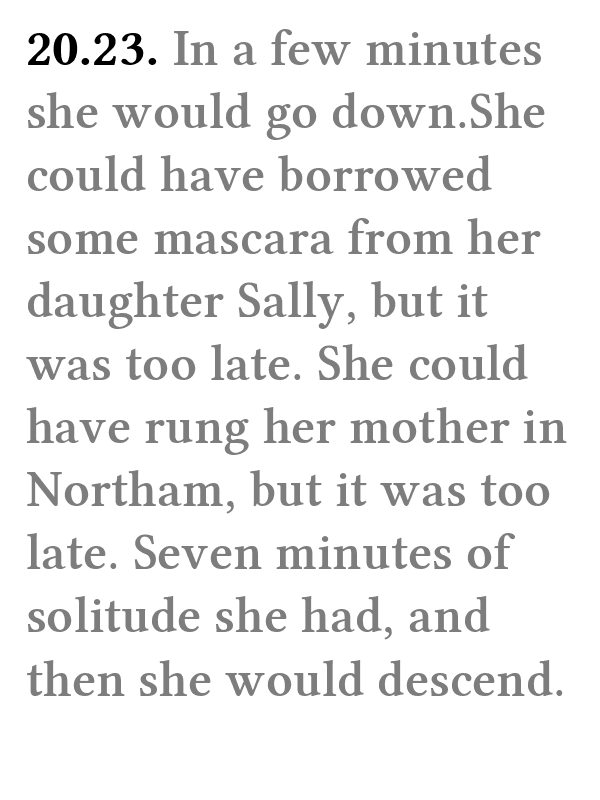 20.23. In a few minutes
she would go down.She
could have borrowed
some mascara from her
daughter Sally, but it
was too late. She could
have rung her mother in
Northam, but it was too
late. Seven minutes of
solitude she had, and
then she would descend.